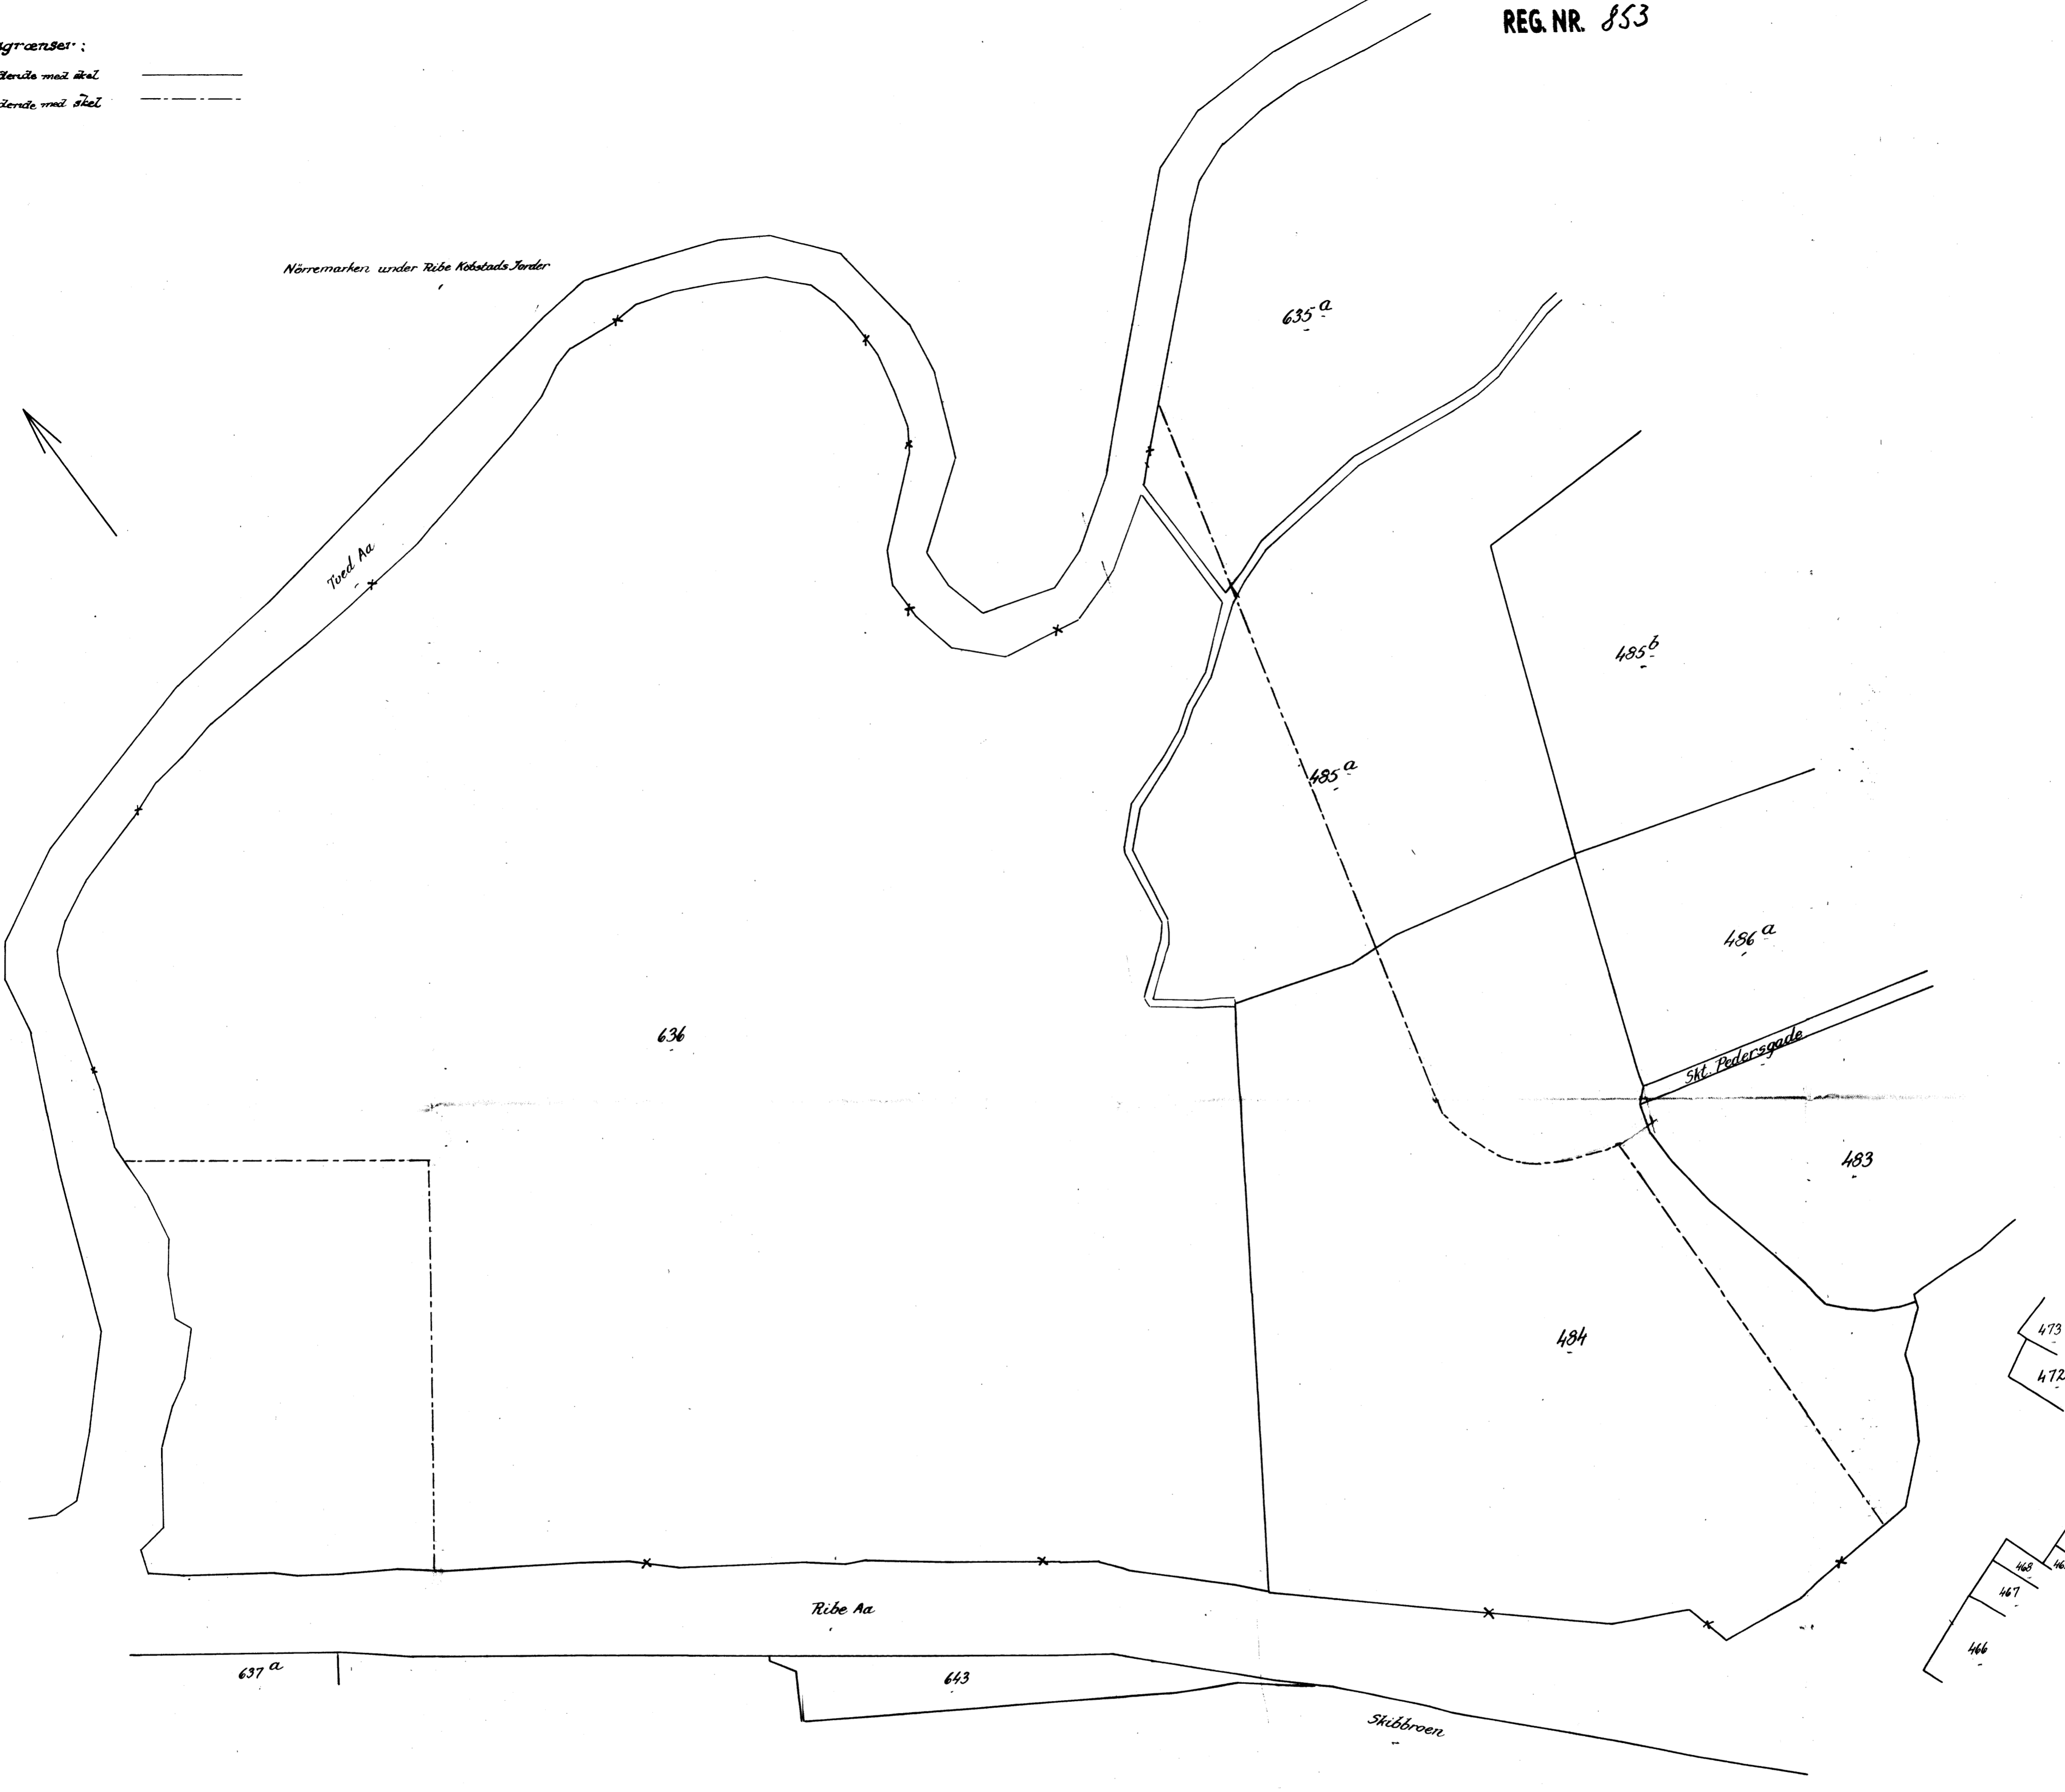 REG. NR. 853
med skel
med skel
Nörremarken under Ribe Købstads Jorder
635 a
Tved Aa
485 b
485 a
486 a
636
Skt. Pedersgade
483
484
473
472
468
467
466
Ribe Aa
637 a
643
Skibbroen